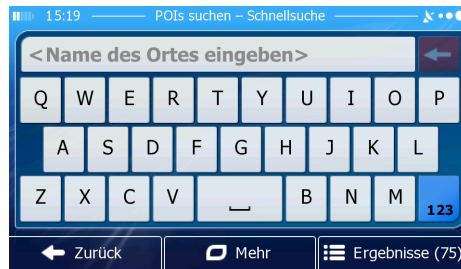 15:19 POIs suchen – Schnellsuche
<Name des Ortes eingeben>
Q W E R T Y U I O P
A S D F G H J K L
Z X C V B N M 123
Zurück Mehr Ergebnisse (75)